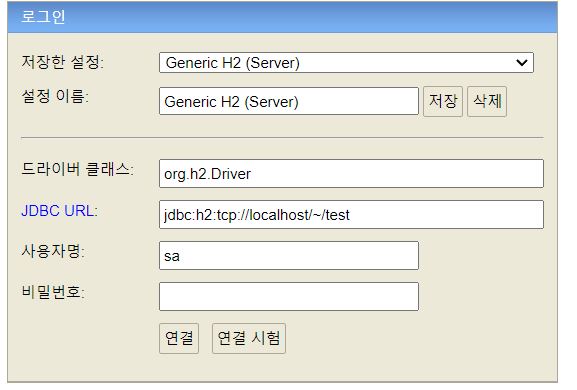 로그인
저장한 설정: Generic H2 (Server)
설정 이름: Generic H2 (Server) 저장 삭제
드라이버 클래스: org.h2.Driver
JDBC URL: jdbc:h2:tcp://localhost/~/test
사용자명: sa
비밀번호:
연결 연결 시험